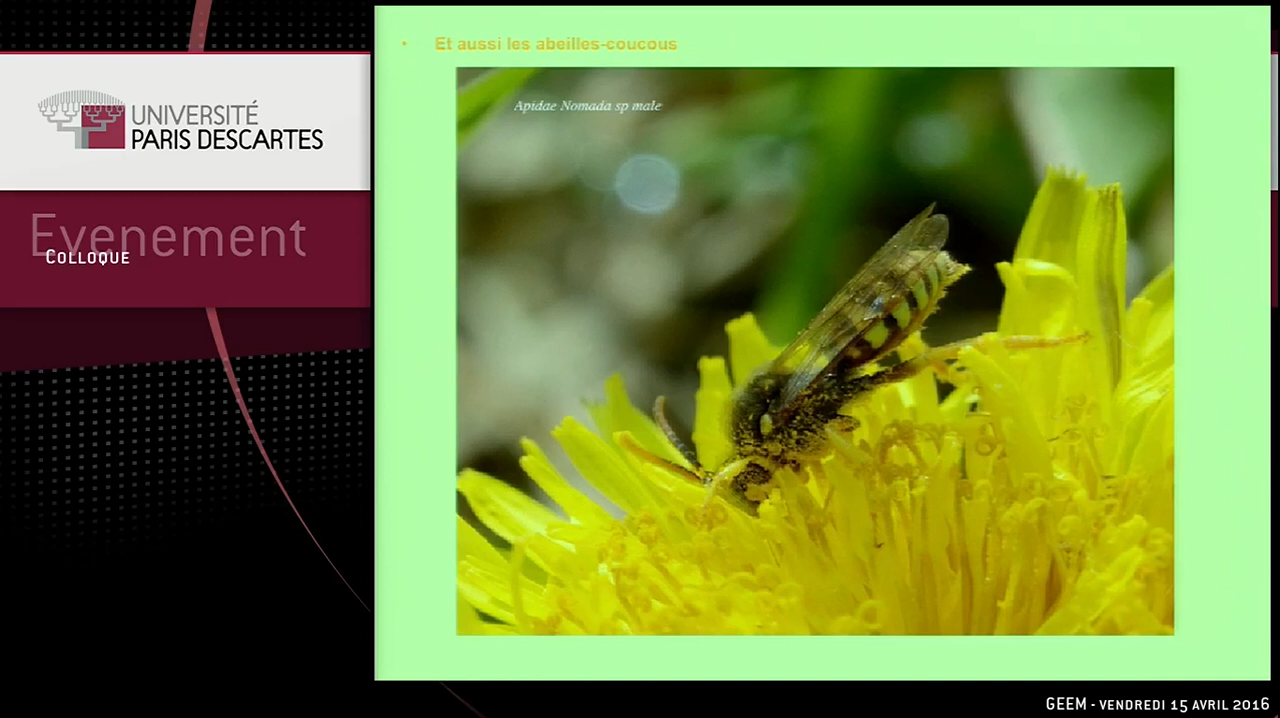 • Et aussi les abeilles-coucous
Apidae Nomada sp male
UNIVERSITÉ
PARIS DESCARTES
Evenement
COLLOQUE
GEEM - VENDREDI 15 AVRIL 2016